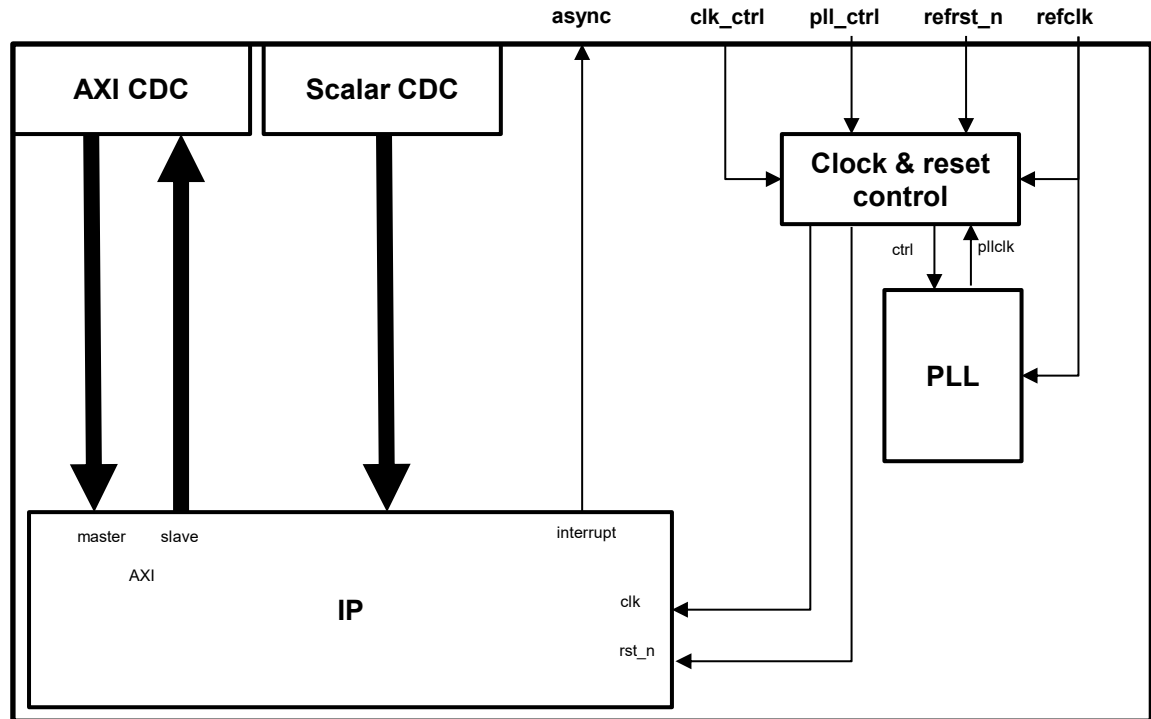 async clk_ctrl pll_ctrl refrst_n refclk
AXI CDC
Scalar CDC
Clock & reset
control
ctrl
pllclk
PLL
master slave
AXI
interrupt
IP
clk
rst_n